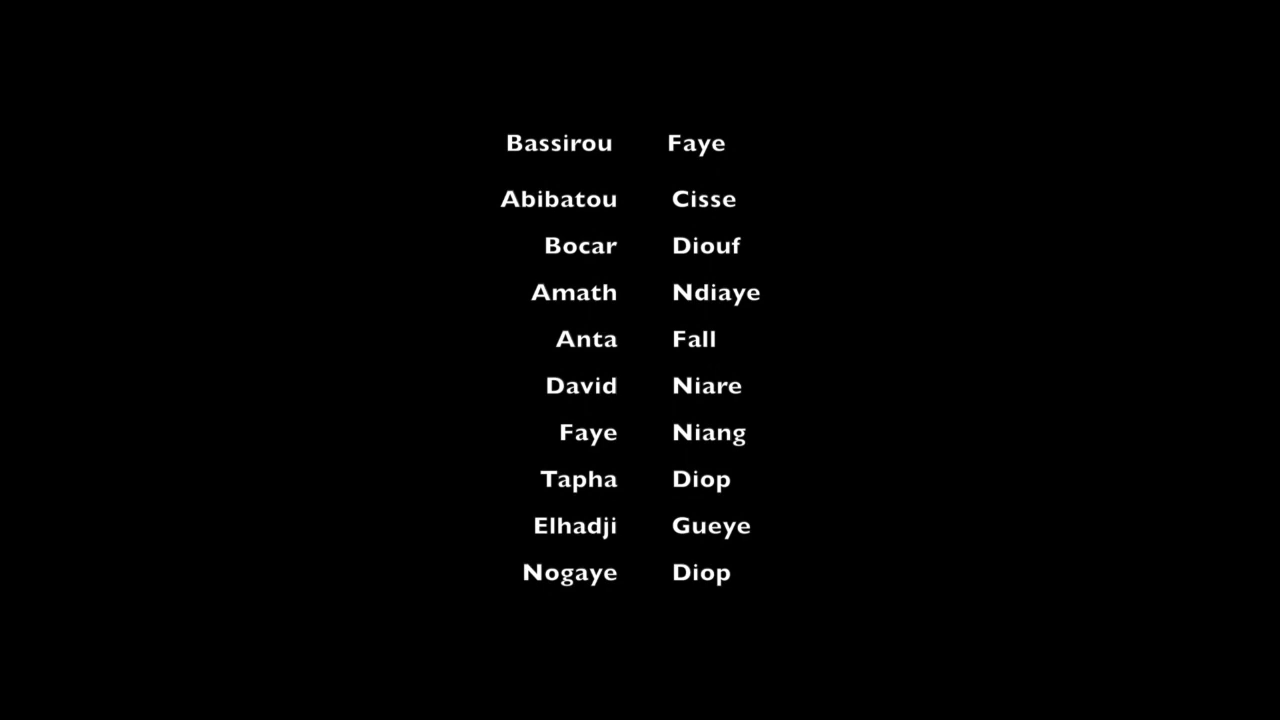 Bassirou Faye
Abibatou Cisse
Bocar Diouf
Amath Ndiaye
Anta Fall
David Niare
Faye Niang
Tapha Diop
Elhadji Gueye
Nogaye Diop